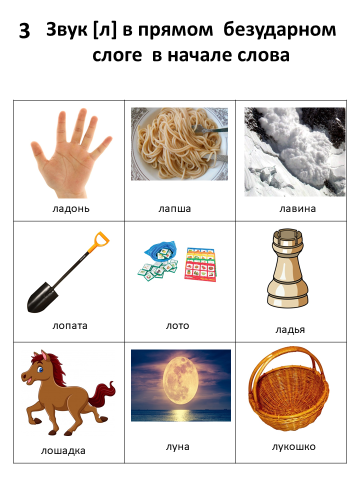 3 Звук [л] в прямом безударном
слоге в начале слова
ладонь лапша лавина
лопата лото ладья
лошадка луна лукошко